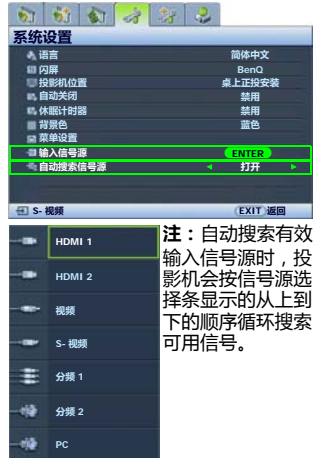 系统设置
语言 简体中文
闪屏 BenQ
投影机位置 桌上正投安装
自动关闭 禁用
休眠计时器 禁用
背景色 蓝色
菜单设置
输入信号源 ENTER
自动搜索信号源 打开
S- 视频 EXIT 返回
HDMI 1
HDMI 2
视频
S- 视频
分频 1
分频 2
PC
注：自动搜索有效
输入信号源时，投
影机会按信号源选
择条显示的从上到
下的顺序循环搜索
可用信号。